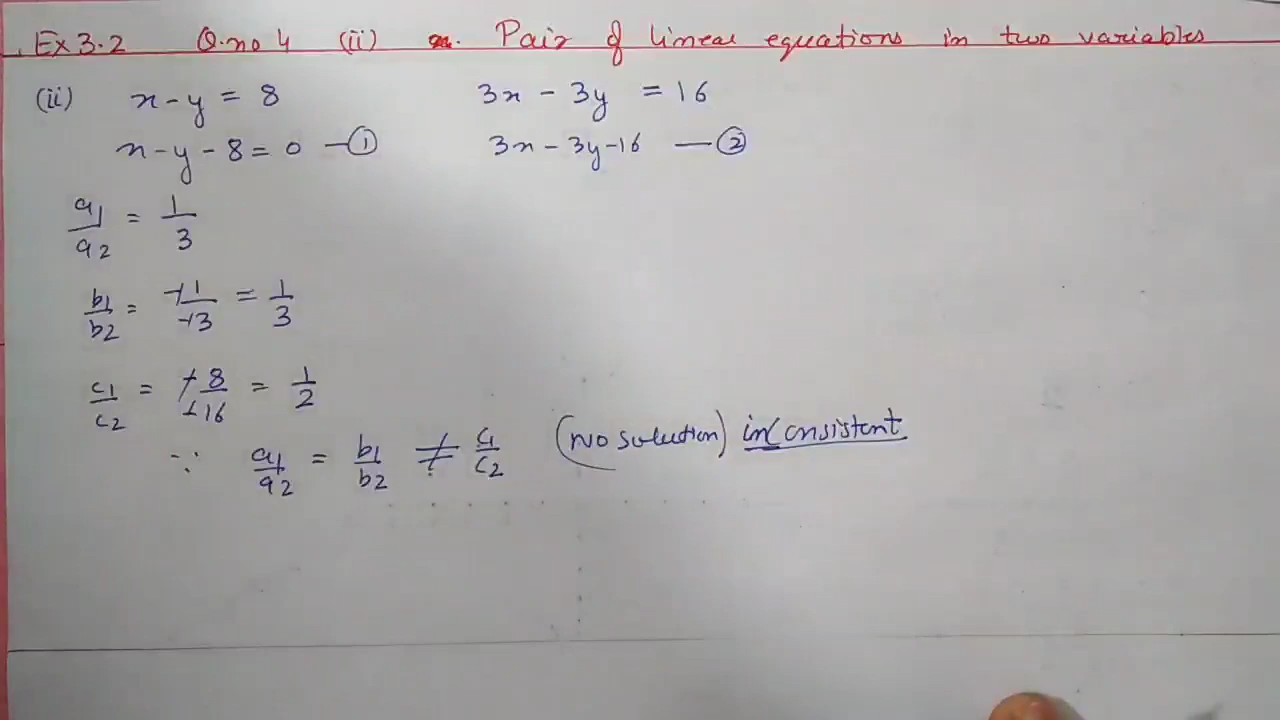 Ex 3.2 Q.no 4 (ii) Pair of linear equations in two variables
(ii) x - y = 8 3x - 3y = 16
x - y - 8 = 0 — ① 3x - 3y - 16 — ②
a1/a2 = 1/3
b1/b2 = -1/-3 = 1/3
c1/c2 = -8/-16 = 1/2
∵ a1/a2 = b1/b2 ≠ c1/c2 (No solution) inconsistent